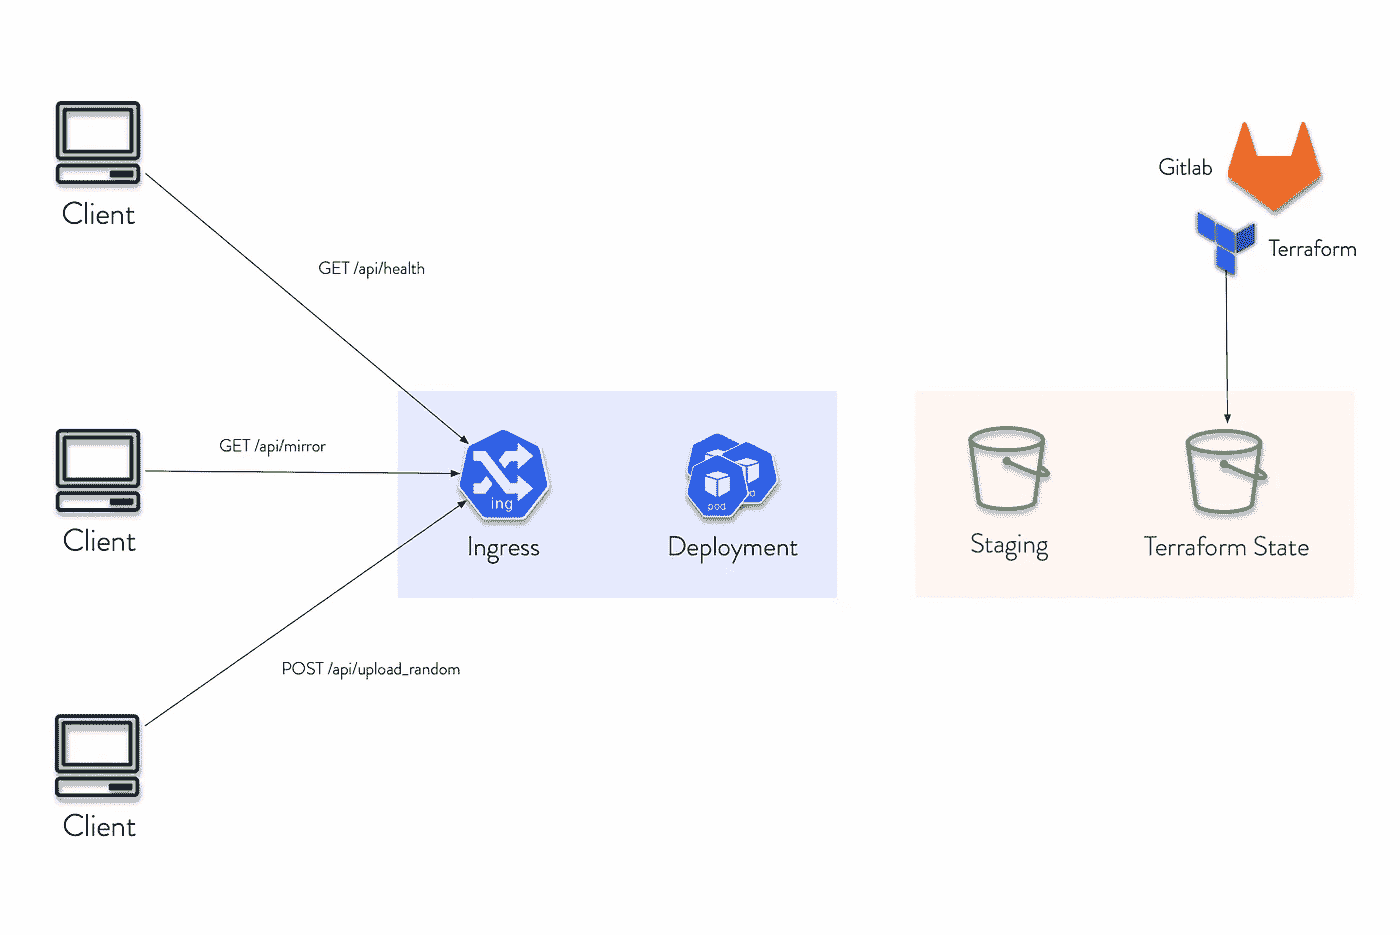 Client
GET /api/health
Gitlab
Terraform
Client
GET /api/mirror
ing
Ingress
pod
Deployment
Staging
Terraform State
POST /api/upload_random
Client